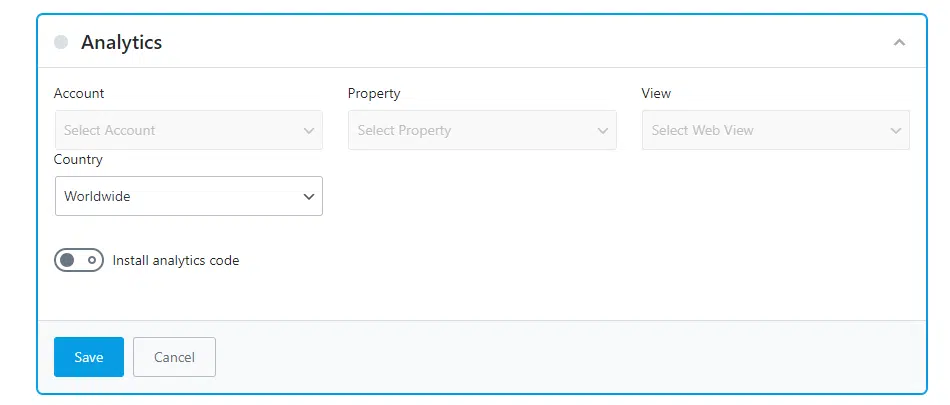 Analytics
Account Property View
Select Account Select Property Select Web View
Country
Worldwide
Install analytics code
Save Cancel